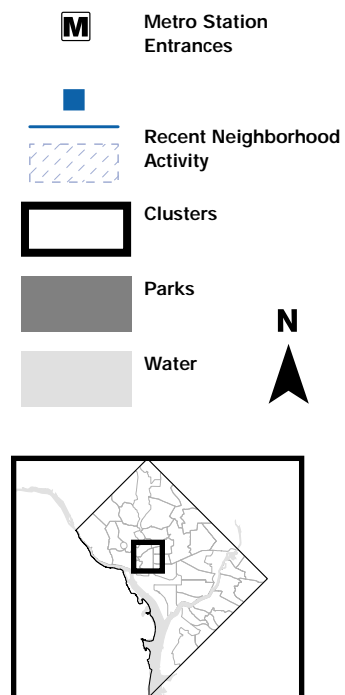 M
Metro Station
Entrances
Recent Neighborhood
Activity
Clusters
Parks
N
Water